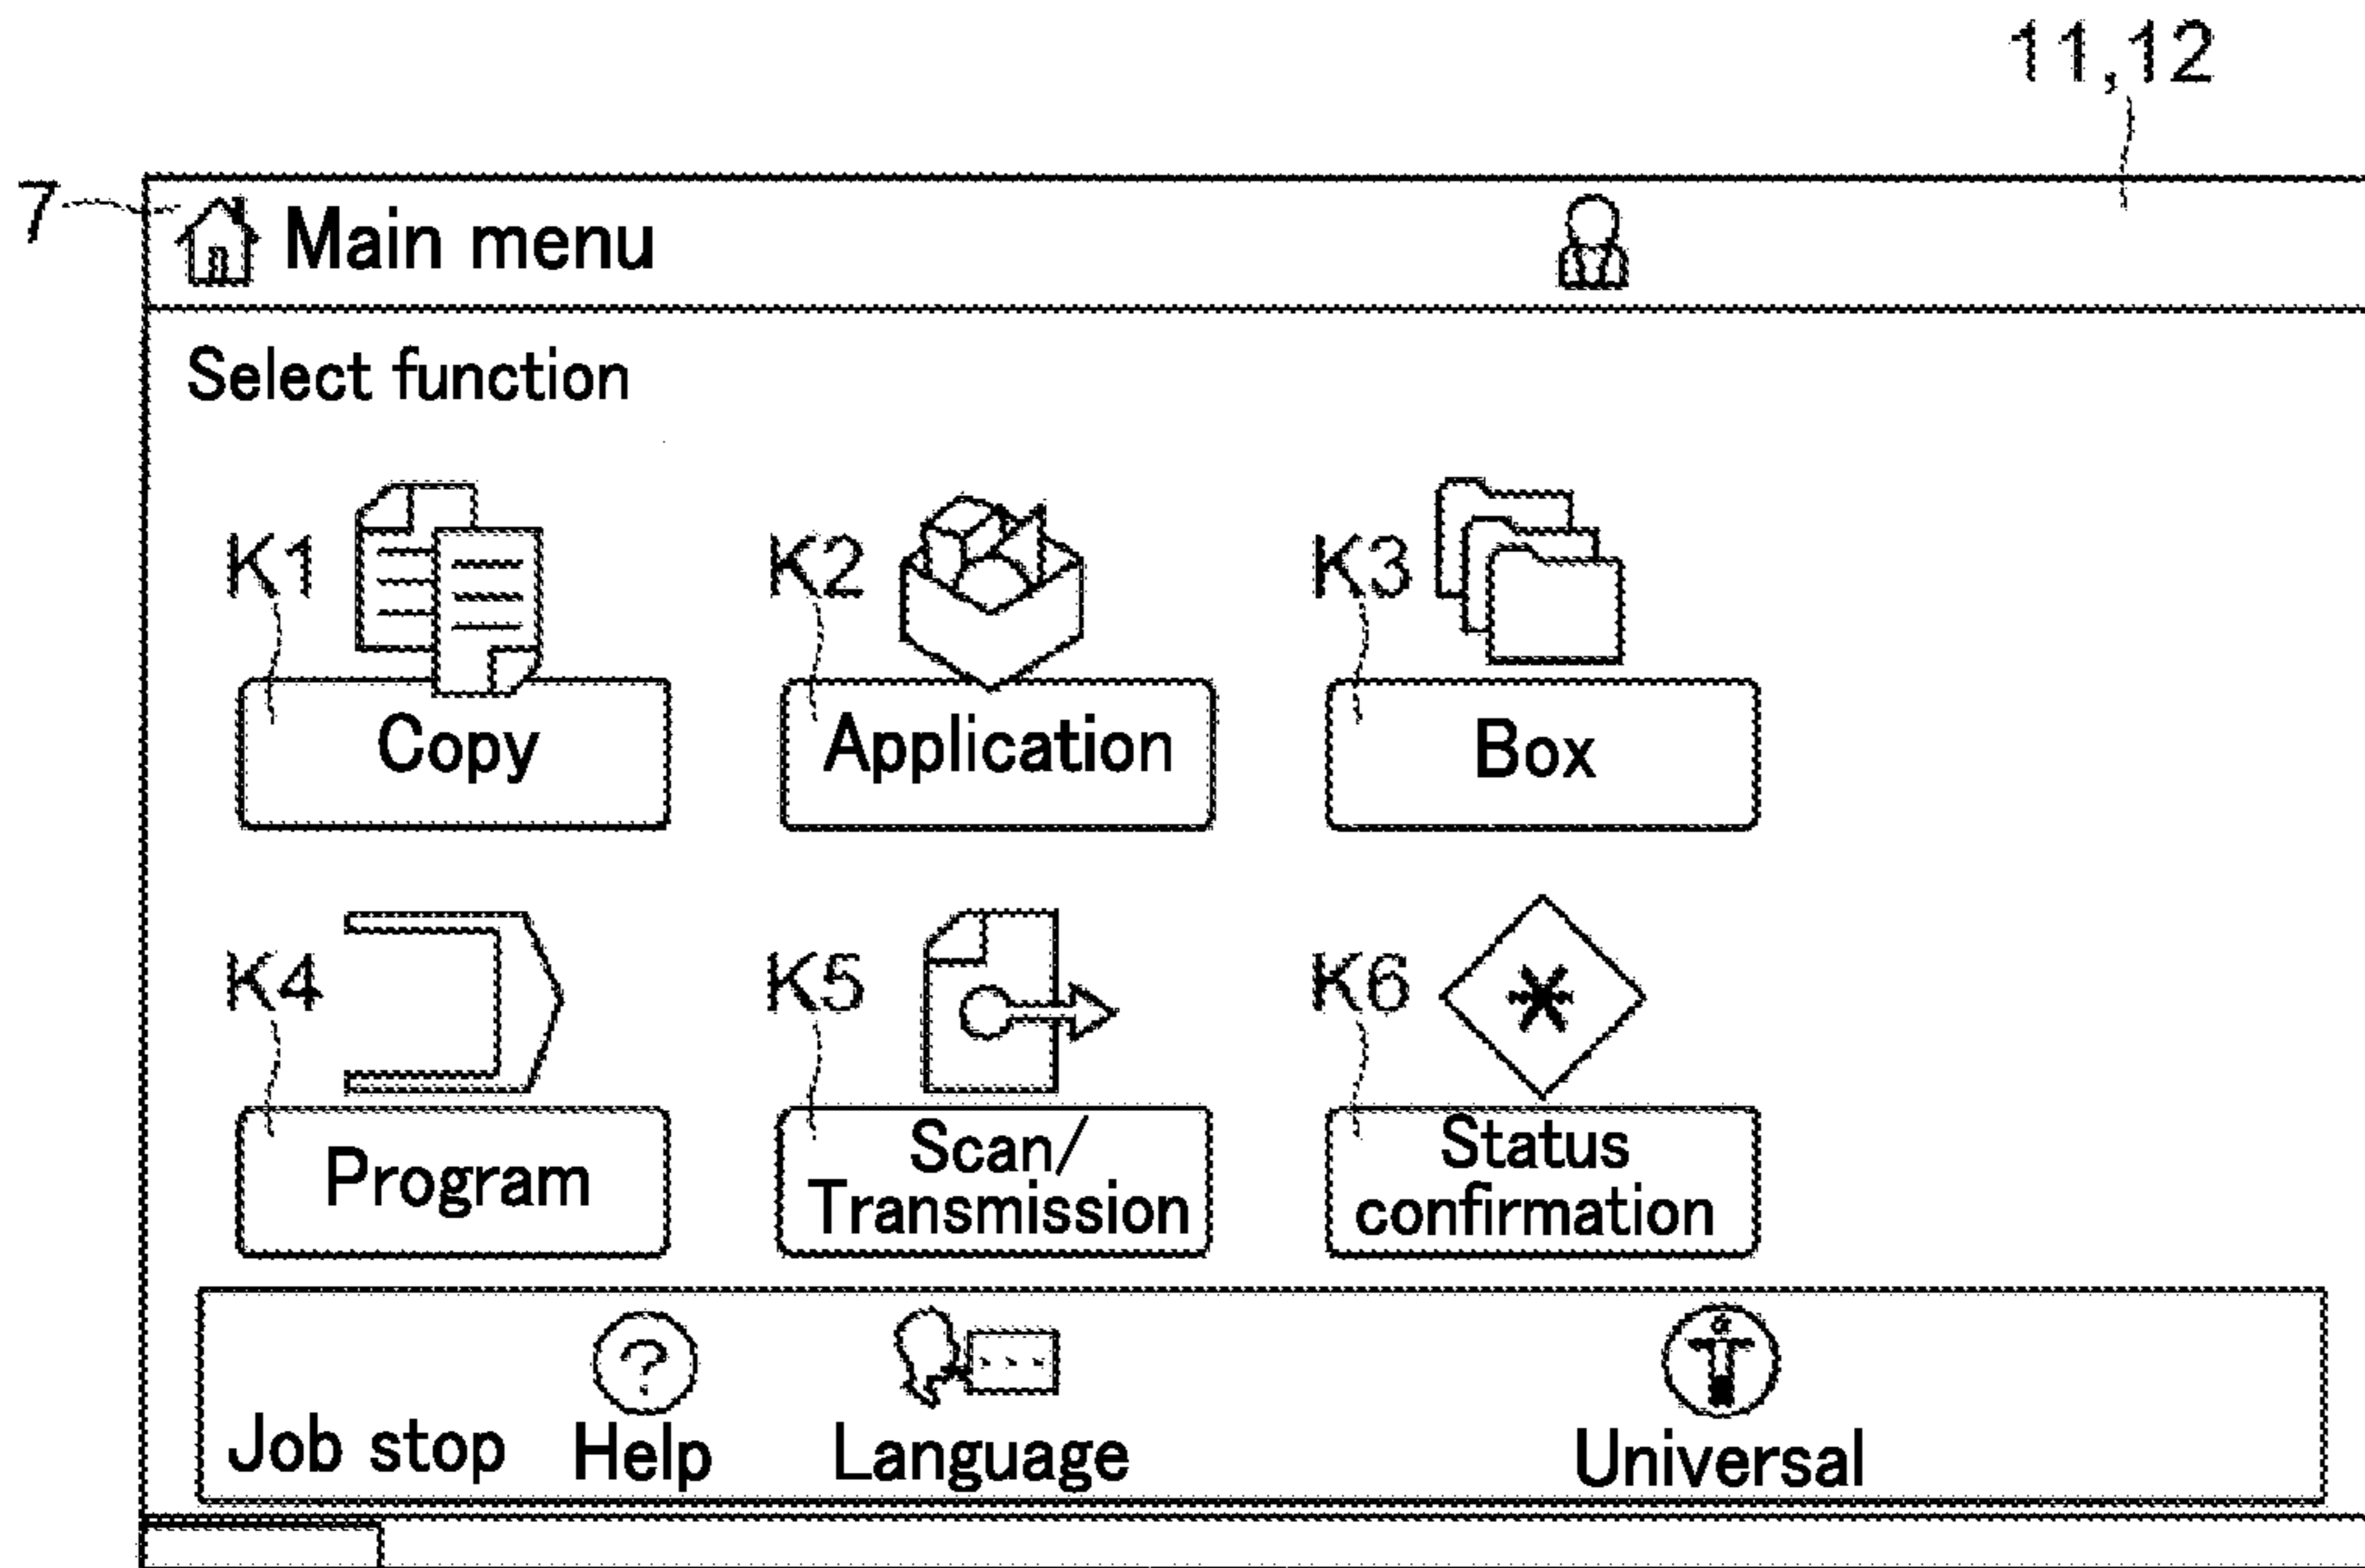 11,12
7
Main menu
Select function
K1
K2
K3
Copy
Application
Box
K4
K5
K6
Program
Scan/
Transmission
Status
confirmation
?
Job stop
Help
Language
Universal